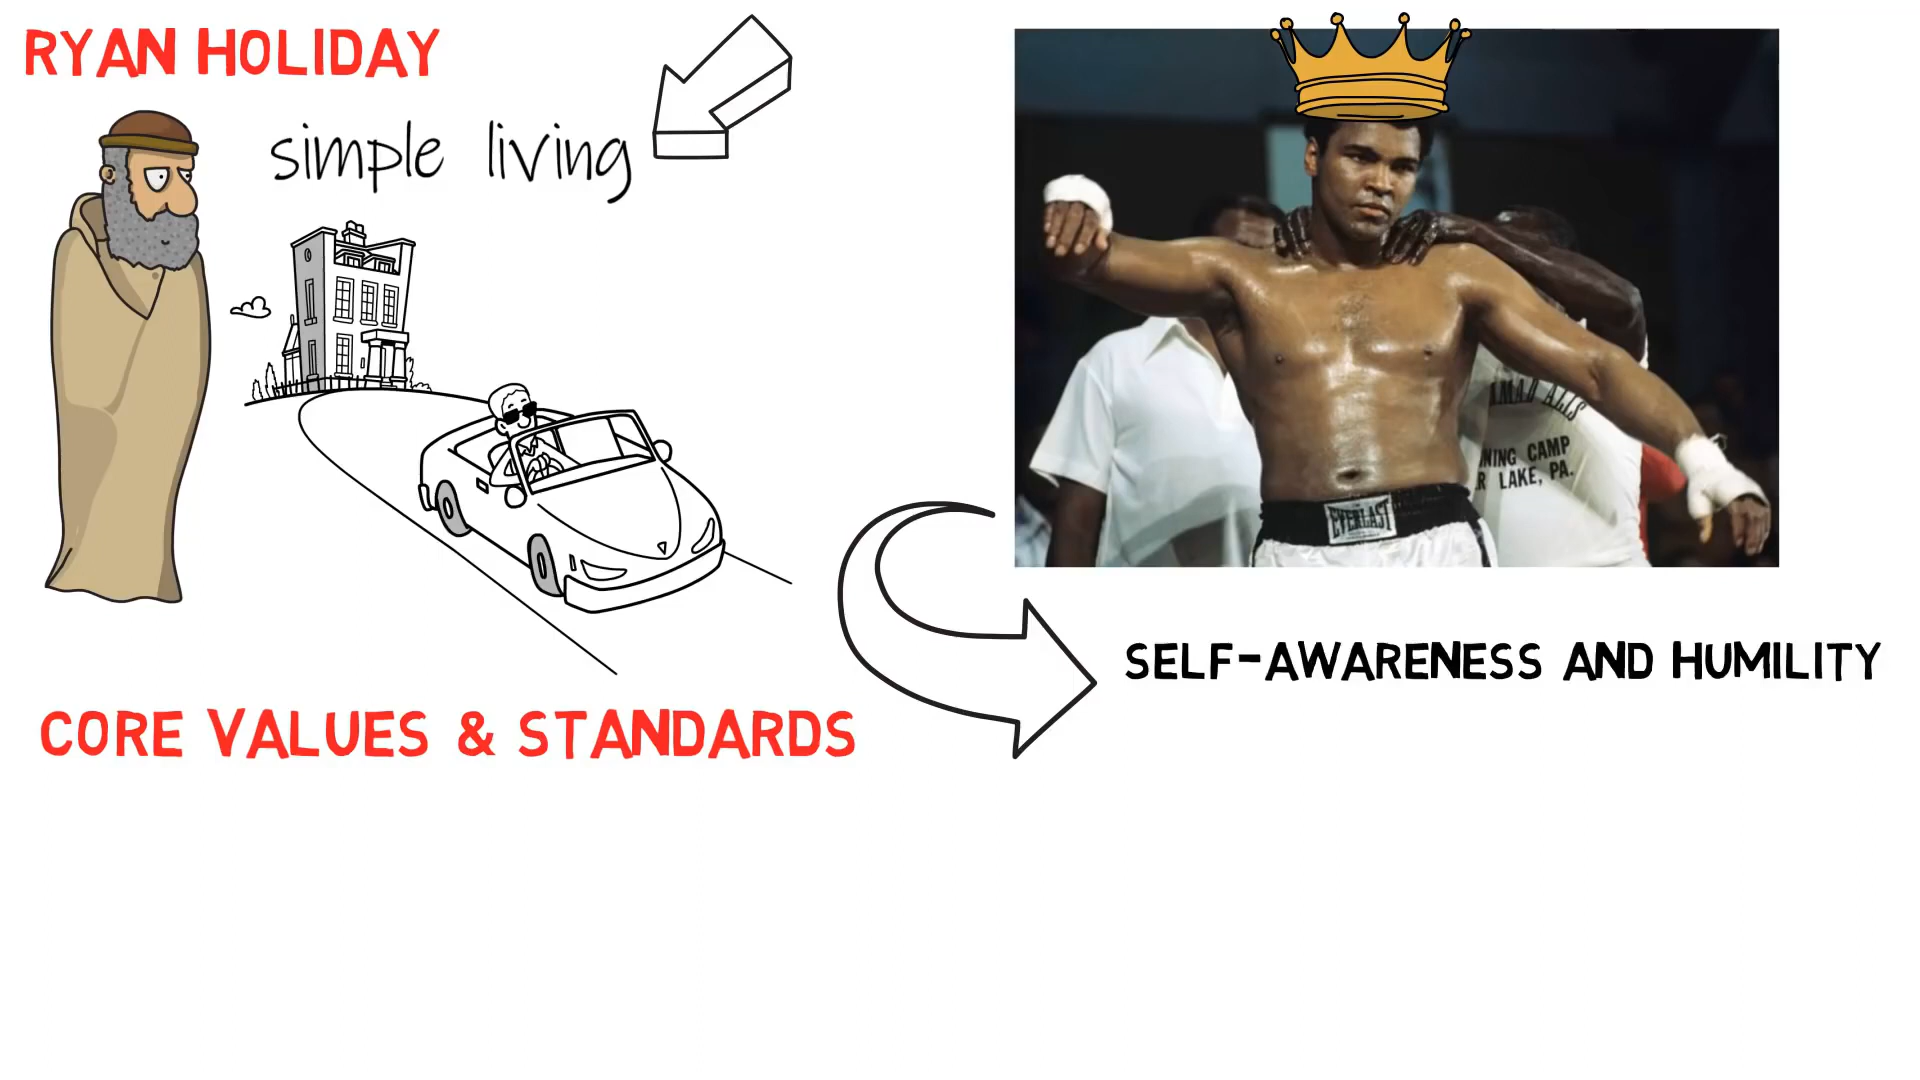 RYAN HOLIDAY
simple living
CORE VALUES & STANDARDS
EVERLAST
NING CAMP
R LAKE, PA.
SELF-AWARENESS AND HUMILITY